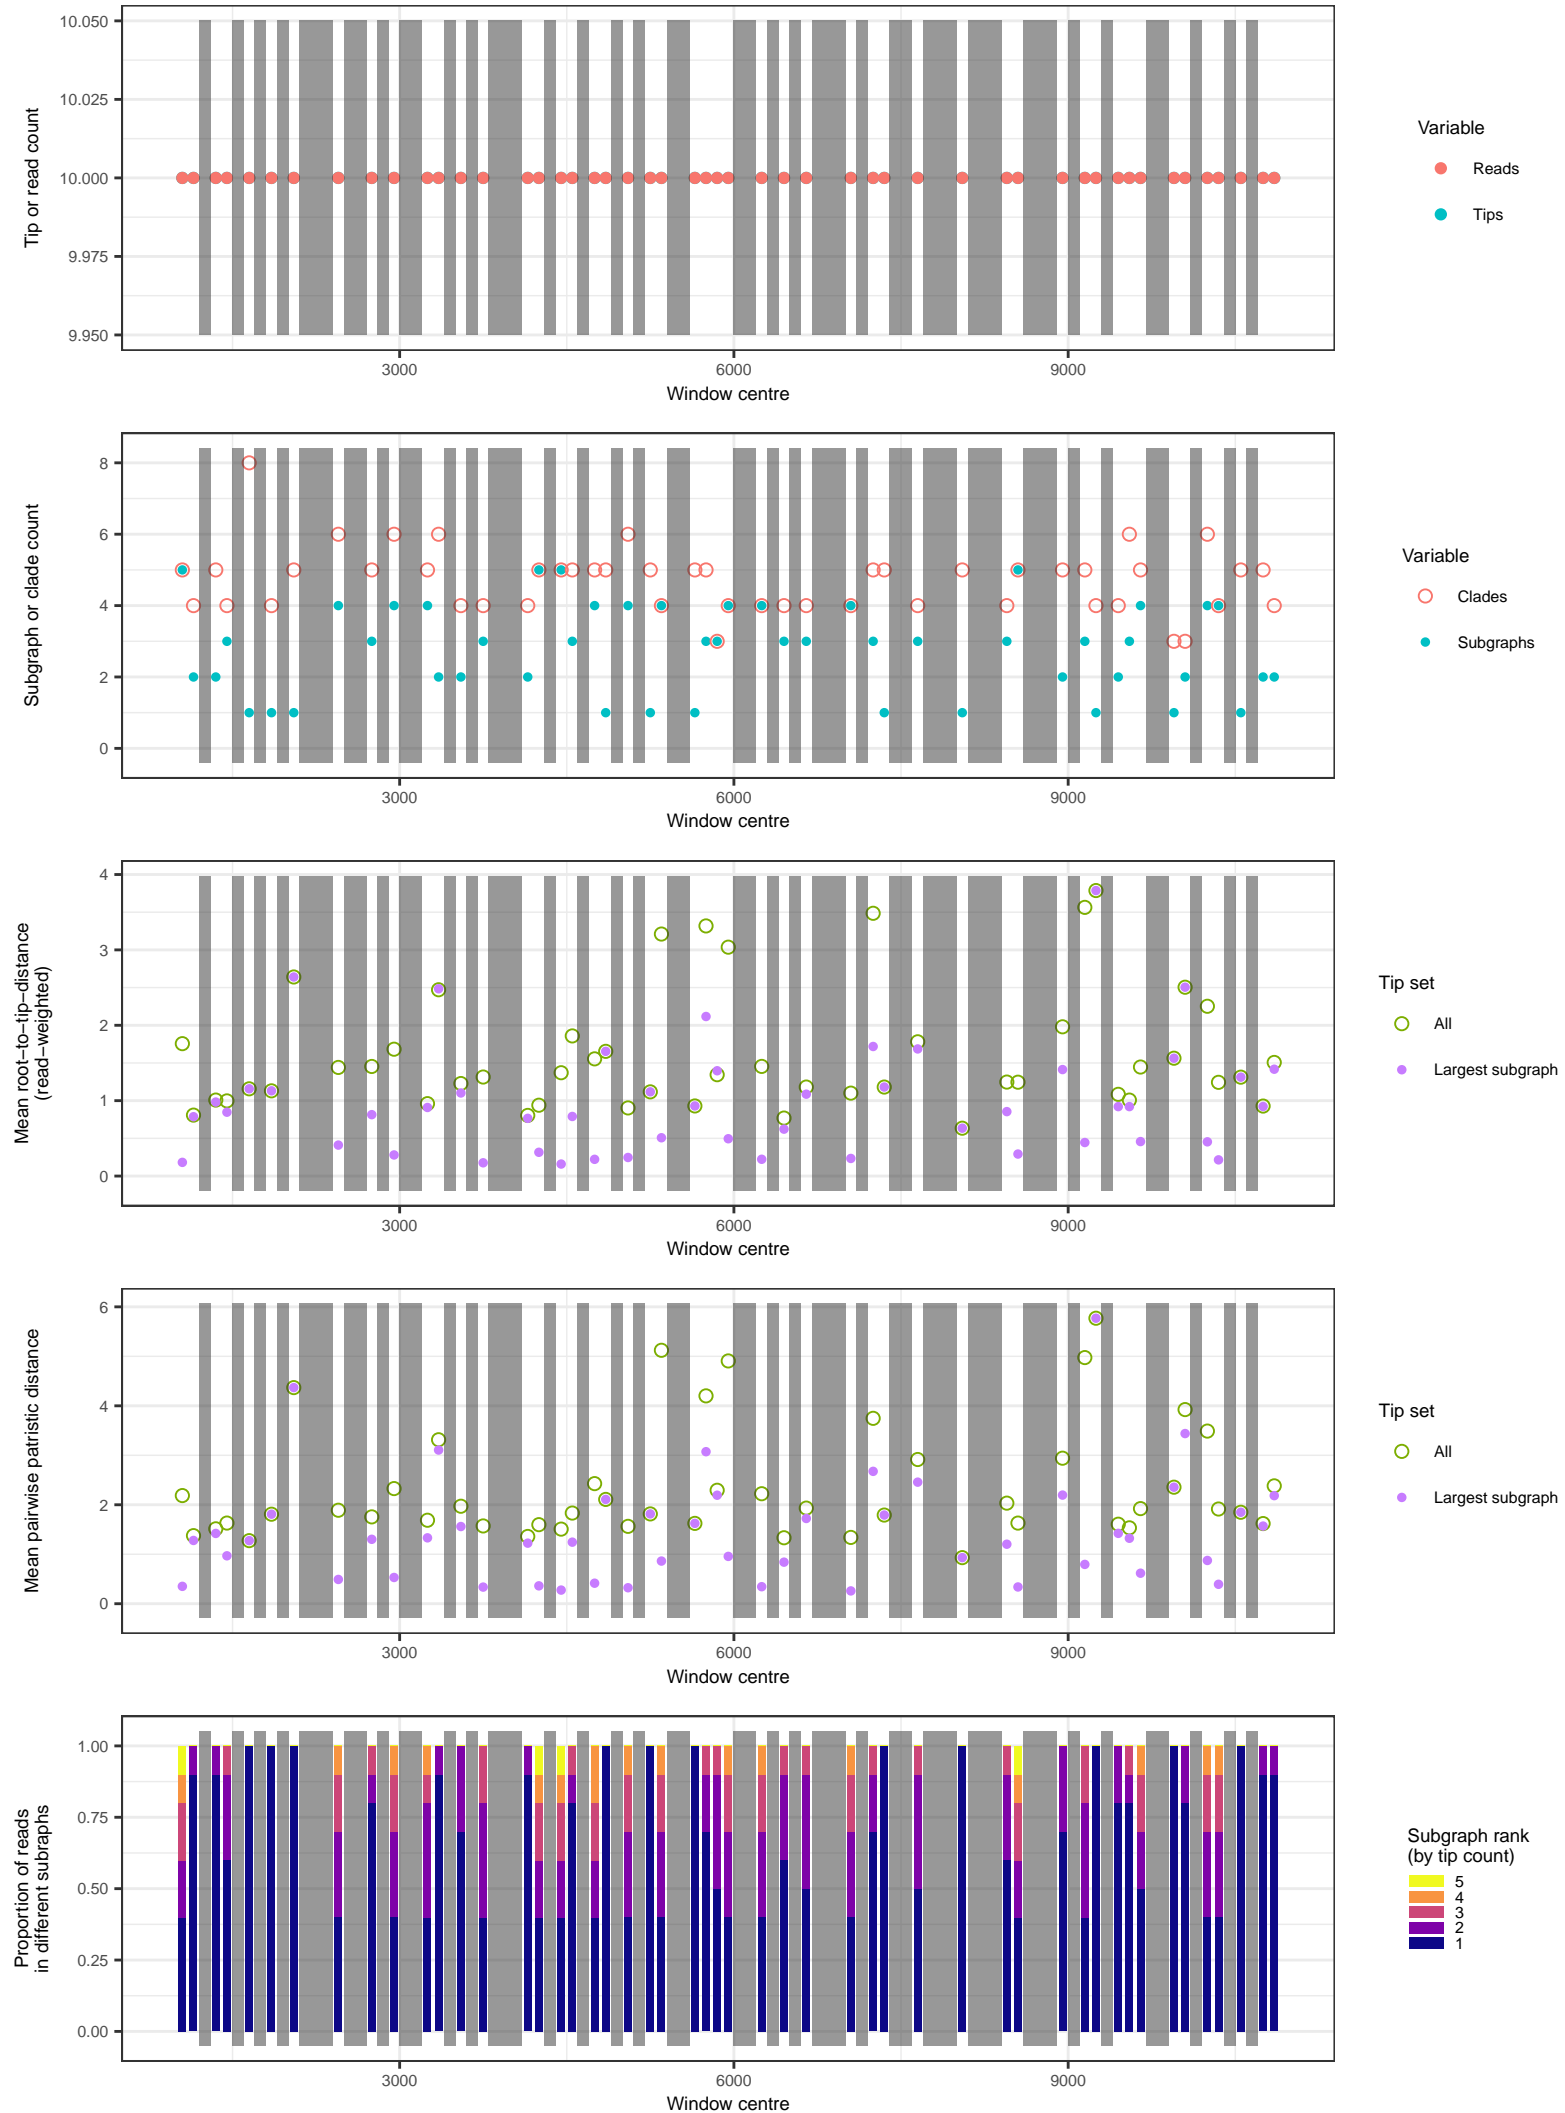 10.050
10.025
10.000
9.975
9.950
Tip or read count
3000
6000
9000
Window centre
Variable
Reads
Tips
8
6
4
2
0
Subgraph or clade count
3000
6000
9000
Window centre
Variable
Clades
Subgraphs
4
3
2
1
0
Mean root−to−tip−distance
(read−weighted)
3000
6000
9000
Window centre
Tip set
All
Largest subgraph
6
4
2
0
Mean pairwise patristic distance
3000
6000
9000
Window centre
Tip set
All
Largest subgraph
1.00
0.75
0.50
0.25
0.00
Proportion of reads
in different subraphs
3000
6000
9000
Window centre
Subgraph rank
(by tip count)
5
4
3
2
1